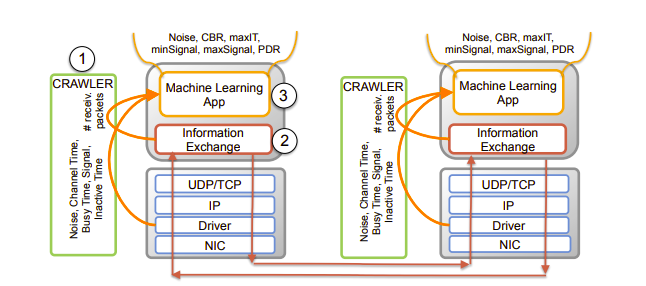 Noise, CBR, maxIT,
minSignal, maxSignal, PDR
1
CRAWLER
# receiv.
packets
Noise, Channel Time,
Busy Time, Signal,
Inactive Time
Machine Learning
App
3
Information
Exchange
2
UDP/TCP
IP
Driver
NIC
Noise, CBR, maxIT,
minSignal, maxSignal, PDR
CRAWLER
# receiv.
packets
Noise, Channel Time,
Busy Time, Signal,
Inactive Time
Machine Learning
App
Information
Exchange
UDP/TCP
IP
Driver
NIC